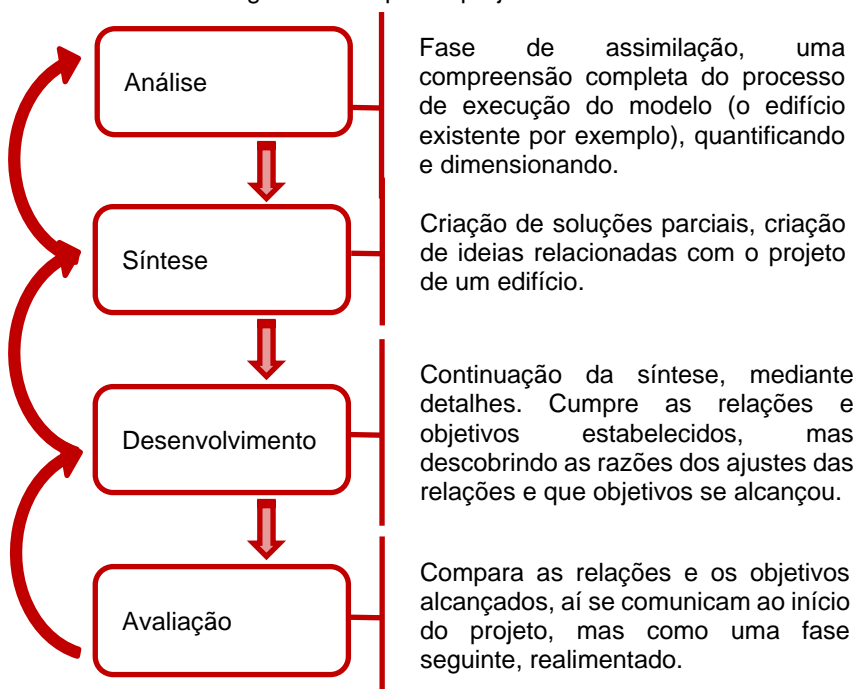 Análise
Fase de assimilação, uma
compreensão completa do processo
de execução do modelo (o edifício
existente por exemplo), quantificando
e dimensionando.
Síntese
Criação de soluções parciais, criação
de ideias relacionadas com o projeto
de um edifício.
Desenvolvimento
Continuação da síntese, mediante
detalhes. Cumpre as relações e
objetivos estabelecidos, mas
descobrindo as razões dos ajustes das
relações e que objetivos se alcançou.
Avaliação
Compara as relações e os objetivos
alcançados, aí se comunicam ao início
do projeto, mas como uma fase
seguinte, realimentado.